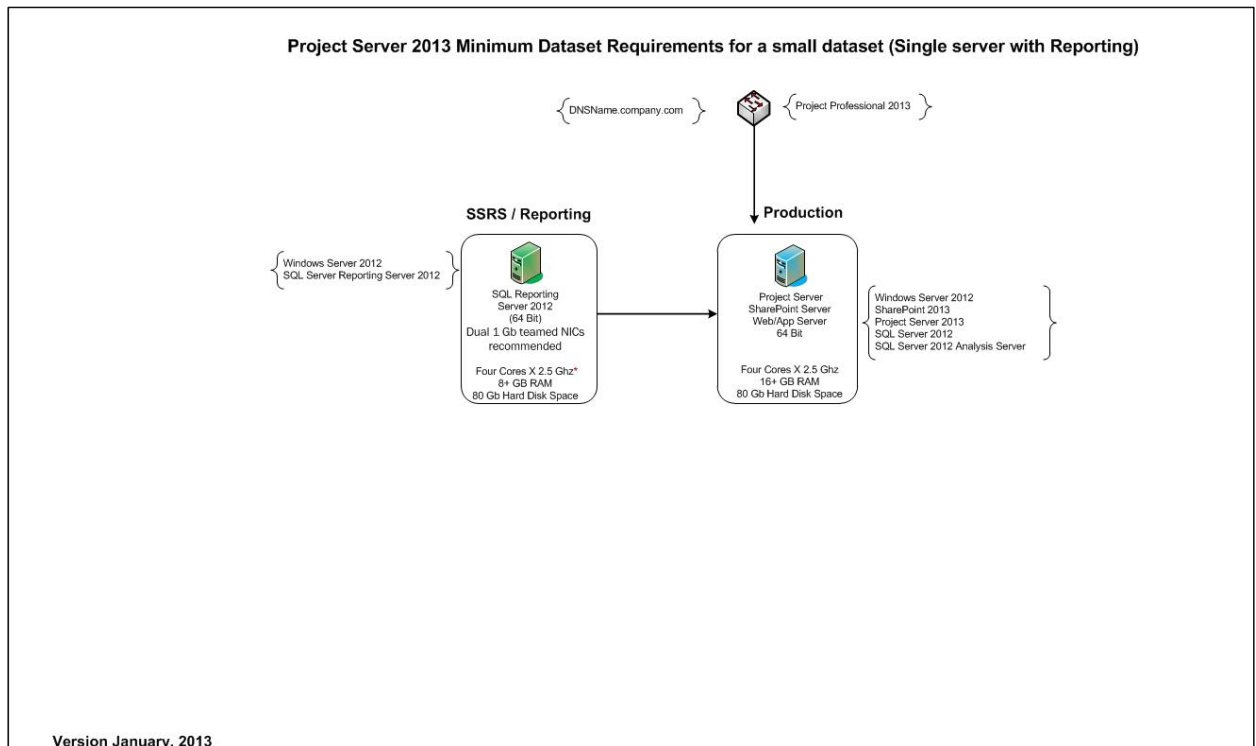 Project Server 2013 Minimum Dataset Requirements for a small dataset (Single server with Reporting)
DNSName.company.com
Project Professional 2013
SSRS / Reporting
Production
Windows Server 2012
SQL Server Reporting Server 2012
SQL Reporting
Server 2012
(64 Bit)
Dual 1 Gb teamed NICs
recommended
Four Cores X 2.5 Ghz*
8+ GB RAM
80 Gb Hard Disk Space
Project Server
SharePoint Server
Web/App Server
64 Bit
Four Cores X 2.5 Ghz
16+ GB RAM
80 Gb Hard Disk Space
Windows Server 2012
SharePoint 2013
Project Server 2013
SQL Server 2012
SQL Server 2012 Analysis Server
Version January, 2013